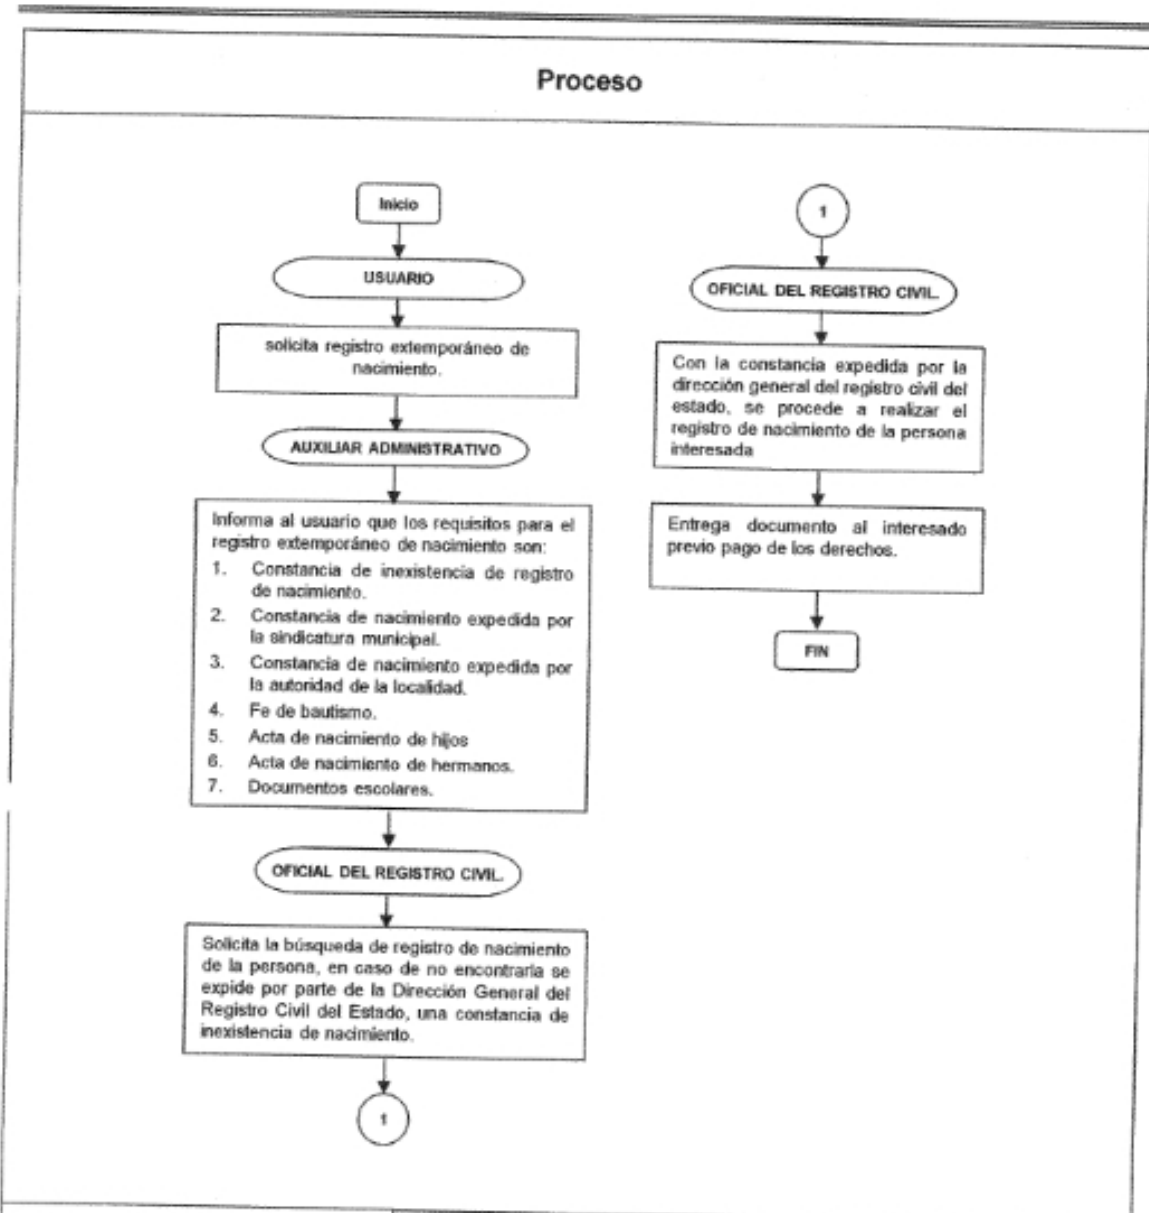 Proceso
Inicio
USUARIO
solicita registro extemporáneo de
nacimiento.
AUXILIAR ADMINISTRATIVO
Informa al usuario que los requisitos para el
registro extemporáneo de nacimiento son:
1. Constancia de inexistencia de registro
de nacimiento.
2. Constancia de nacimiento expedida por
la sindicatura municipal.
3. Constancia de nacimiento expedida por
la autoridad de la localidad.
4. Fe de bautismo.
5. Acta de nacimiento de hijos
6. Acta de nacimiento de hermanos.
7. Documentos escolares.
OFICIAL DEL REGISTRO CIVIL.
Solicita la búsqueda de registro de nacimiento
de la persona, en caso de no encontrarla se
expide por parte de la Dirección General del
Registro Civil del Estado, una constancia de
inexistencia de nacimiento.
1
1
OFICIAL DEL REGISTRO CIVIL.
Con la constancia expedida por la
dirección general del registro civil del
estado, se procede a realizar el
registro de nacimiento de la persona
interesada
Entrega documento al interesado
previo pago de los derechos.
FIN